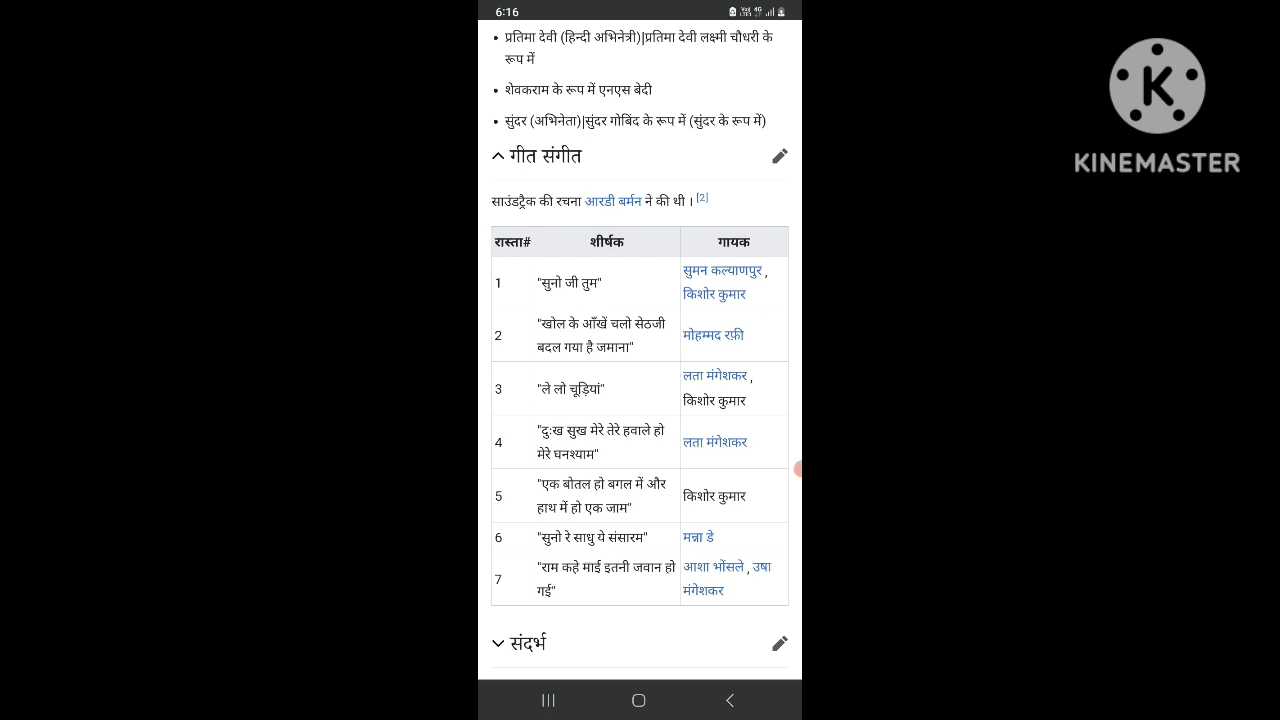 6:16
Vo)) 4G
LTE1
• प्रतिमा देवी (हिन्दी अभिनेत्री)|प्रतिमा देवी लक्ष्मी चौधरी के
रूप में
• शेवकराम के रूप में एनएस बेदी
• सुंदर (अभिनेता)|सुंदर गोबिंद के रूप में (सुंदर के रूप में)
गीत संगीत
साउंडट्रैक की रचना आरडी बर्मन ने की थी । [2]
रास्ता# शीर्षक गायक
1 "सुनो जी तुम" सुमन कल्याणपुर ,
किशोर कुमार
2 "खोल के आँखें चलो सेठजी
बदल गया है जमाना" मोहम्मद रफ़ी
3 "ले लो चूड़ियां" लता मंगेशकर ,
किशोर कुमार
4 "दुःख सुख मेरे तेरे हवाले हो
मेरे घनश्याम" लता मंगेशकर
5 "एक बोतल हो बगल में और
हाथ में हो एक जाम" किशोर कुमार
6 "सुनो रे साधु ये संसारम" मन्ना डे
7 "राम कहे माई इतनी जवान हो
गई" आशा भोंसले , उषा
मंगेशकर
संदर्भ
K
KINEMASTER